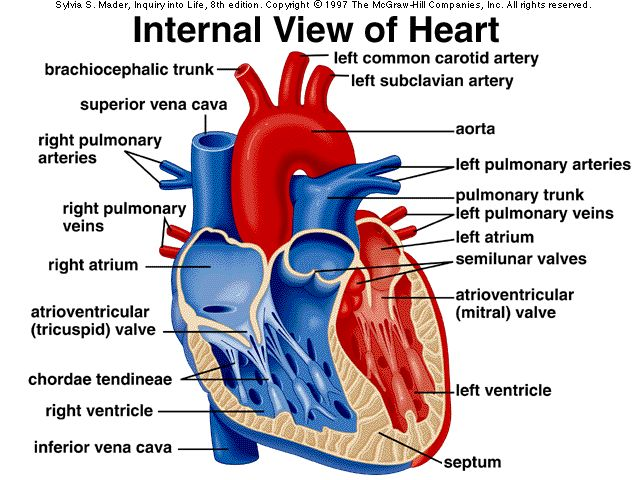 Sylvia S. Mader, Inquiry into Life, 8th edition. Copyright © 1997 The McGraw-Hill Companies, Inc. All rights reserved.
Internal View of Heart
left common carotid artery
brachiocephalic trunk
left subclavian artery
superior vena cava
aorta
right pulmonary
arteries
left pulmonary arteries
pulmonary trunk
right pulmonary
veins
left pulmonary veins
left atrium
semilunar valves
right atrium
atrioventricular
(mitral) valve
atrioventricular
(tricuspid) valve
chordae tendineae
left ventricle
right ventricle
inferior vena cava
septum